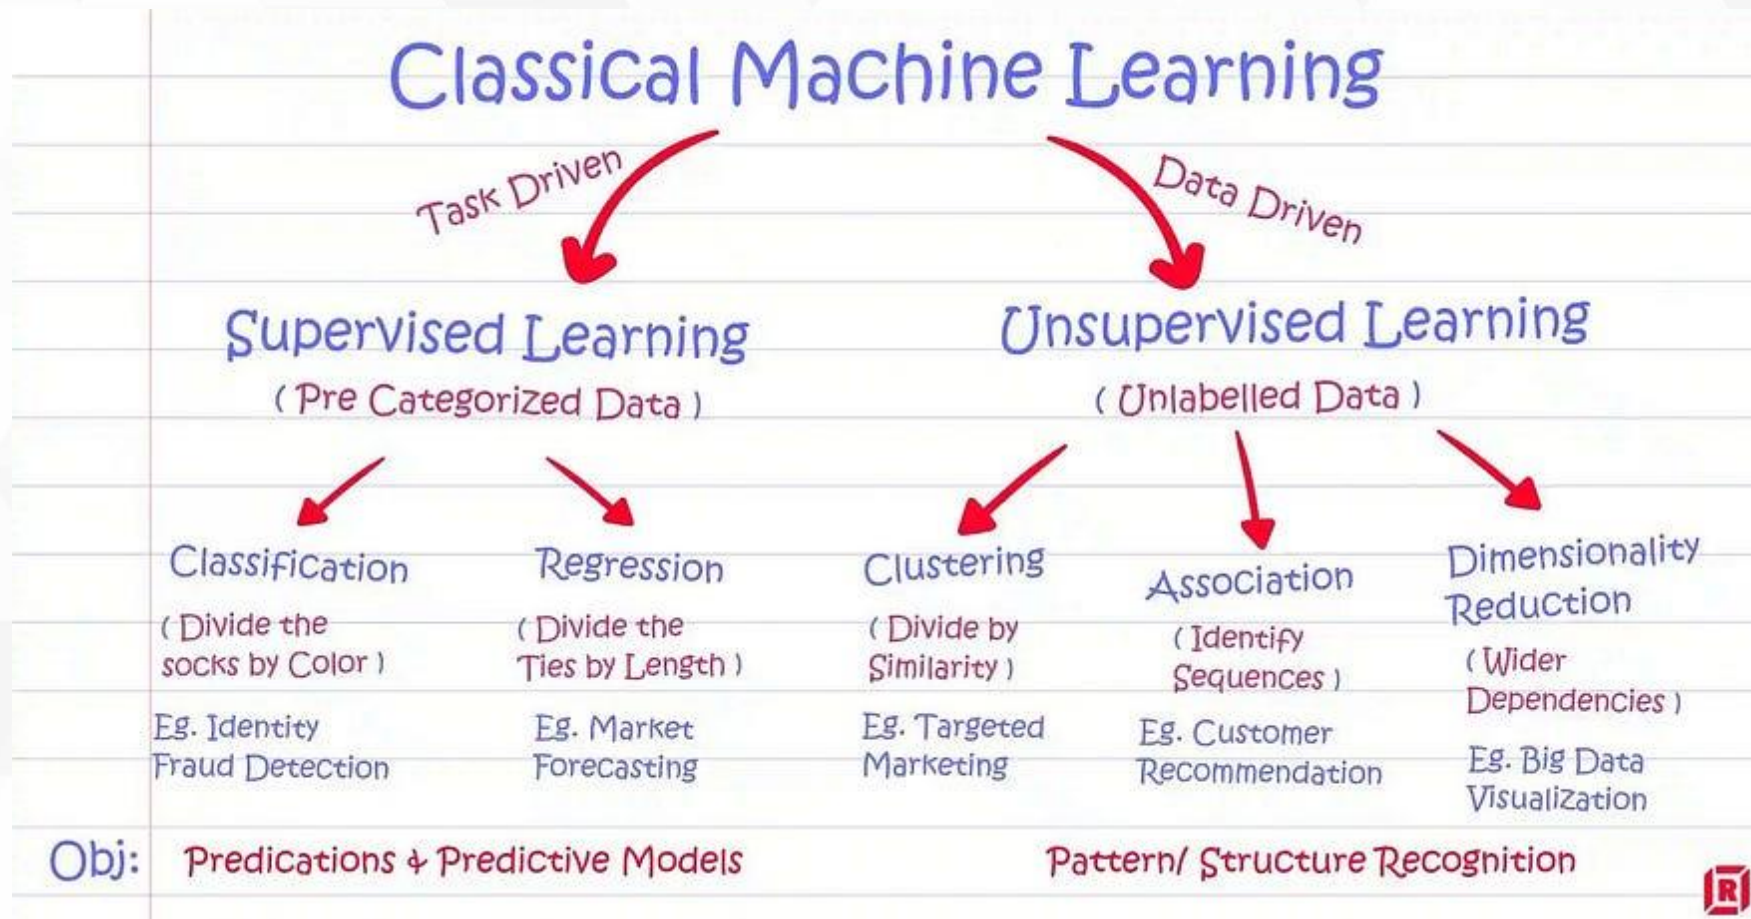 Classical Machine Learning
Task Driven
Data Driven
Supervised Learning
( Pre Categorized Data )
Unsupervised Learning
( Unlabelled Data )
Classification
( Divide the
socks by Color )
Eg. Identity
Fraud Detection
Regression
( Divide the
Ties by Length )
Eg. Market
Forecasting
Clustering
( Divide by
Similarity )
Eg. Targeted
Marketing
Association
( Identify
Sequences )
Eg. Customer
Recommendation
Dimensionality
Reduction
( Wider
Dependencies )
Eg. Big Data
Visualization
Obj: Predications & Predictive Models
Pattern/ Structure Recognition
R